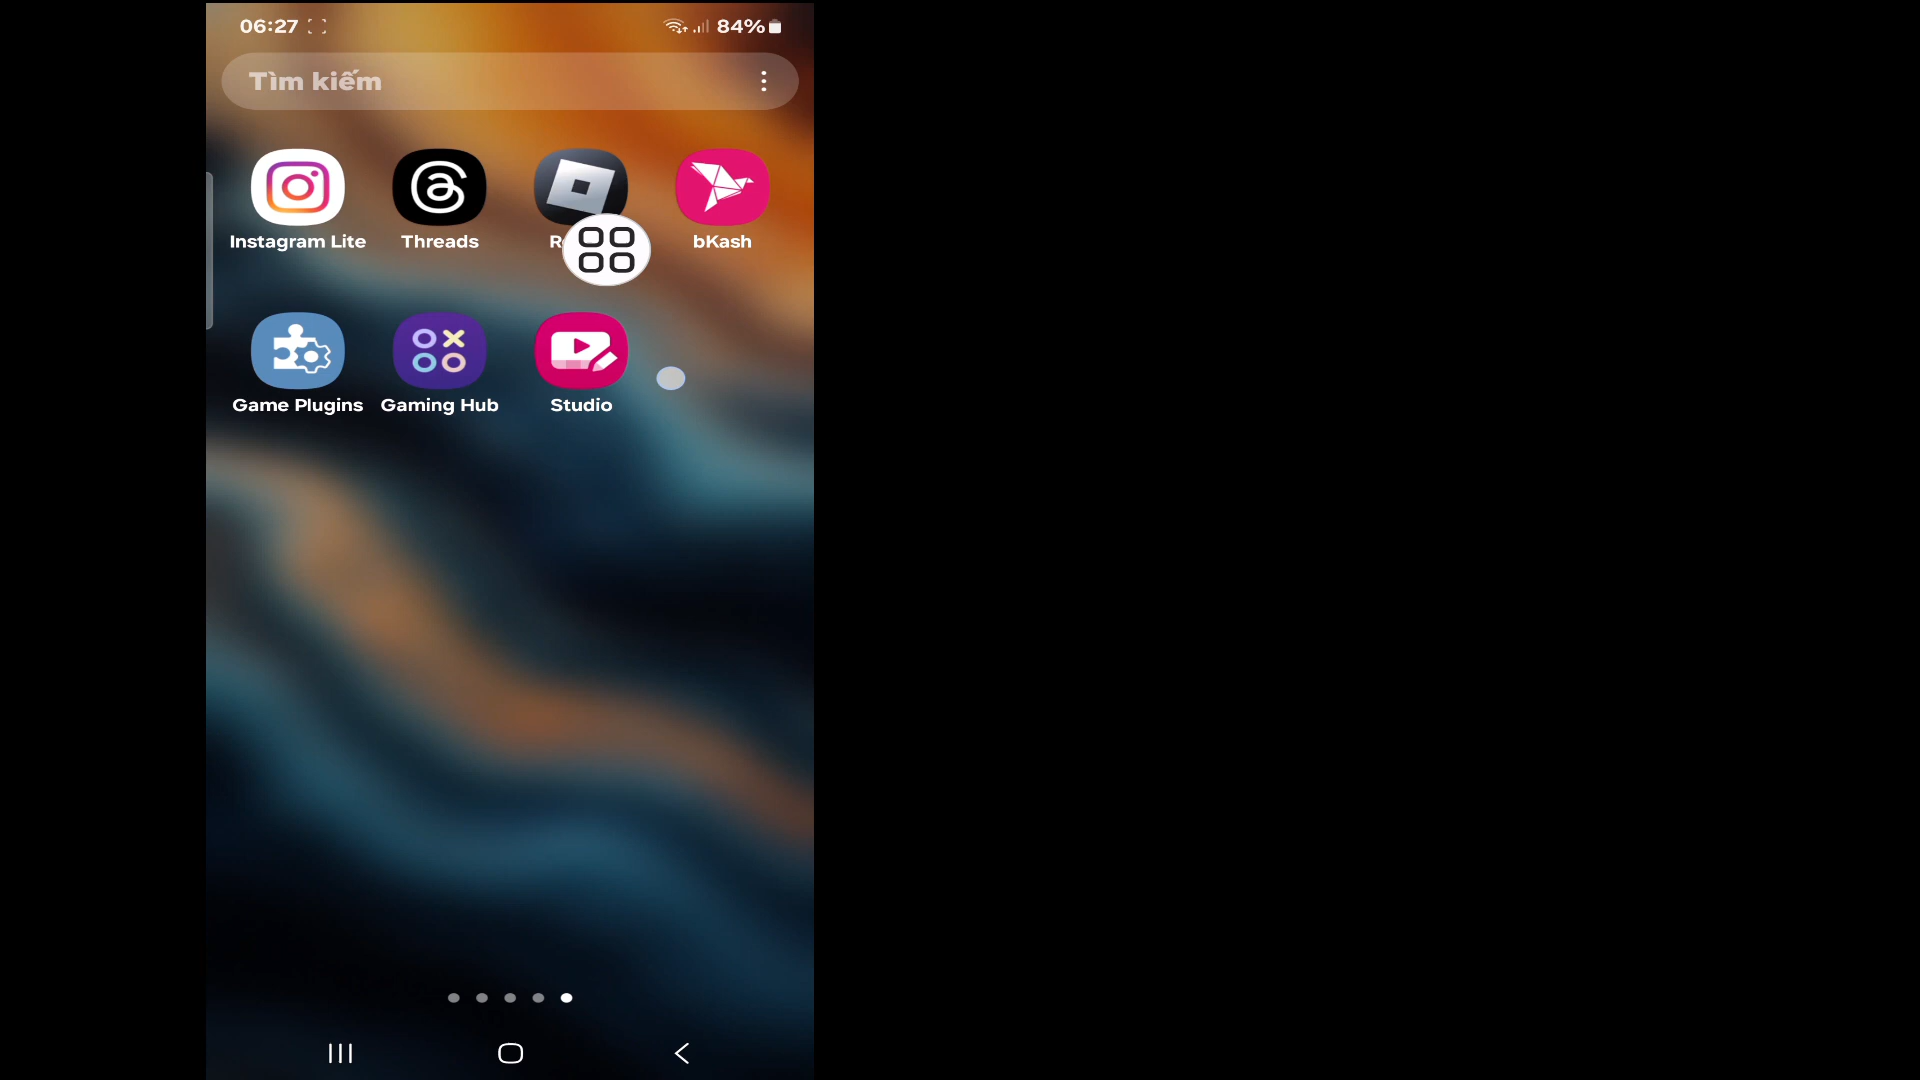 06:27
84%
Tìm kiếm
Instagram Lite
Threads
bKash
Game Plugins
Gaming Hub
Studio